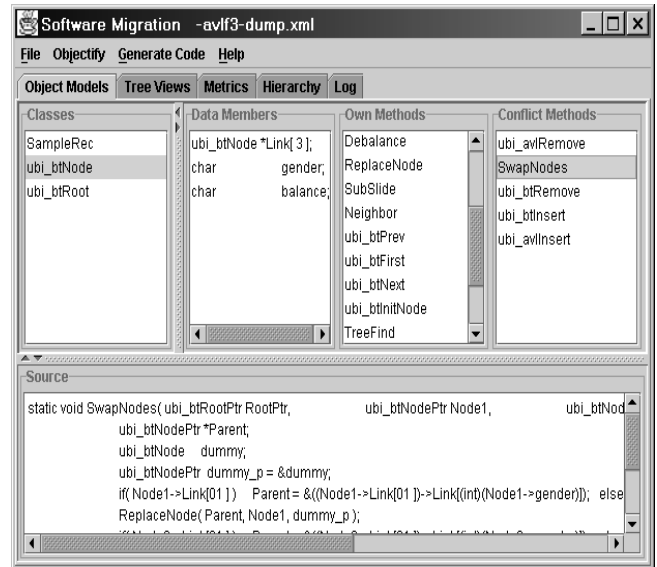 Software Migration -avlf3-dump.xml
File Objectify Generate Code Help
Object Models Tree Views Metrics Hierarchy Log
Classes
SampleRec
ubi_btNode
ubi_btRoot
Data Members
ubi_btNode *Link[ 3 ];
char gender;
char balance;
Own Methods
Debalance
ReplaceNode
SubSlide
Neighbor
ubi_btPrev
ubi_btFirst
ubi_btNext
ubi_btInitNode
TreeFind
Conflict Methods
ubi_avlRemove
SwapNodes
ubi_btRemove
ubi_btInsert
ubi_avlInsert
Source
static void SwapNodes( ubi_btRootPtr RootPtr, ubi_btNodePtr Node1, ubi_btNod
ubi_btNodePtr *Parent;
ubi_btNode dummy;
ubi_btNodePtr dummy_p = &dummy;
if( Node1->Link[01 ] ) Parent = &((Node1->Link[01 ])->Link[(int)(Node1->gender)]); else
ReplaceNode( Parent, Node1, dummy_p );